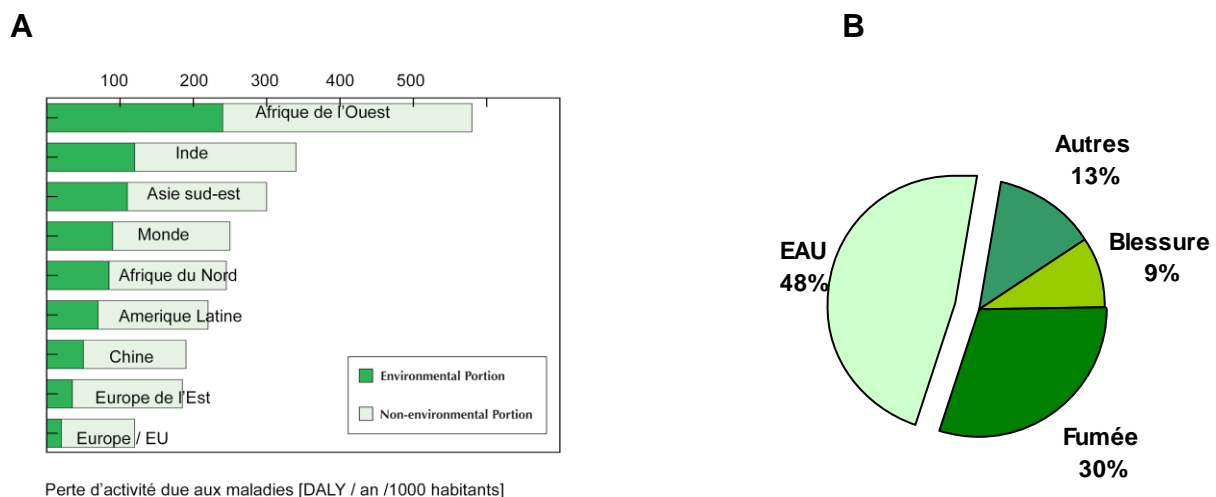 A
100 200 300 400 500
Afrique de l'Ouest
Inde
Asie sud-est
Monde
Afrique du Nord
Amerique Latine
Chine
Europe de l'Est
Europe / EU
Environmental Portion
Non-environmental Portion
Perte d'activité due aux maladies [DALY / an /1000 habitants]
B
Autres
13%
Blessure
9%
EAU
48%
Fumée
30%